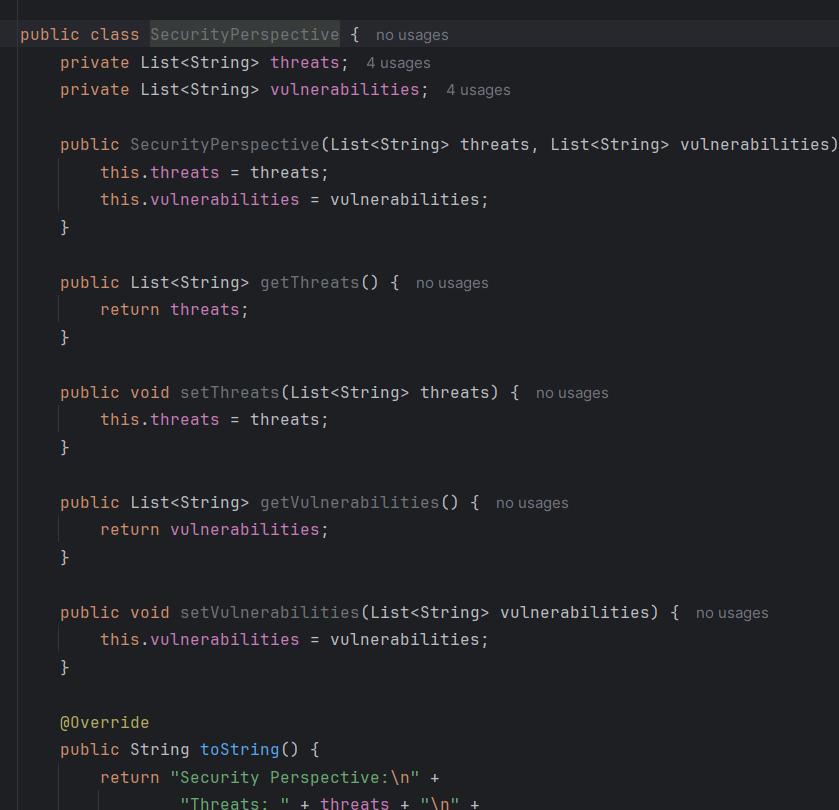 public class SecurityPerspective { no usages
private List<String> threats; 4 usages
private List<String> vulnerabilities; 4 usages
public SecurityPerspective(List<String> threats, List<String> vulnerabilities)
this.threats = threats;
this.vulnerabilities = vulnerabilities;
}
public List<String> getThreats() { no usages
return threats;
}
public void setThreats(List<String> threats) { no usages
this.threats = threats;
}
public List<String> getVulnerabilities() { no usages
return vulnerabilities;
}
public void setVulnerabilities(List<String> vulnerabilities) { no usages
this.vulnerabilities = vulnerabilities;
}
@Override
public String toString() {
return "Security Perspective:\n" +
"Threats: " + threats + "\n" +